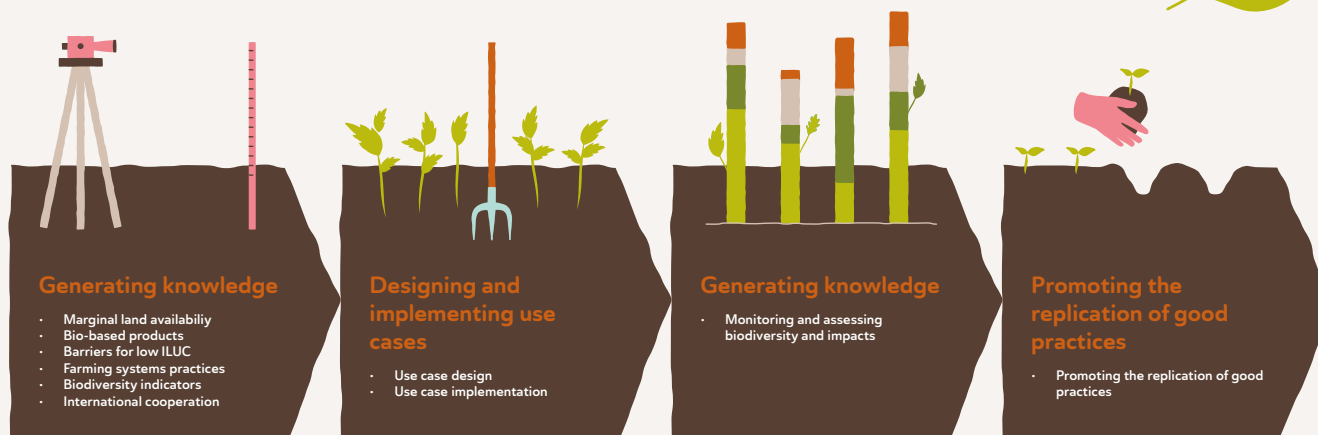 Generating knowledge
· Marginal land availabiliy
· Bio-based products
· Barriers for low ILUC
· Farming systems practices
· Biodiversity indicators
· International cooperation
Designing and
implementing use
cases
· Use case design
· Use case implementation
Generating knowledge
· Monitoring and assessing
biodiversity and impacts
Promoting the
replication of good
practices
· Promoting the replication of good
practices